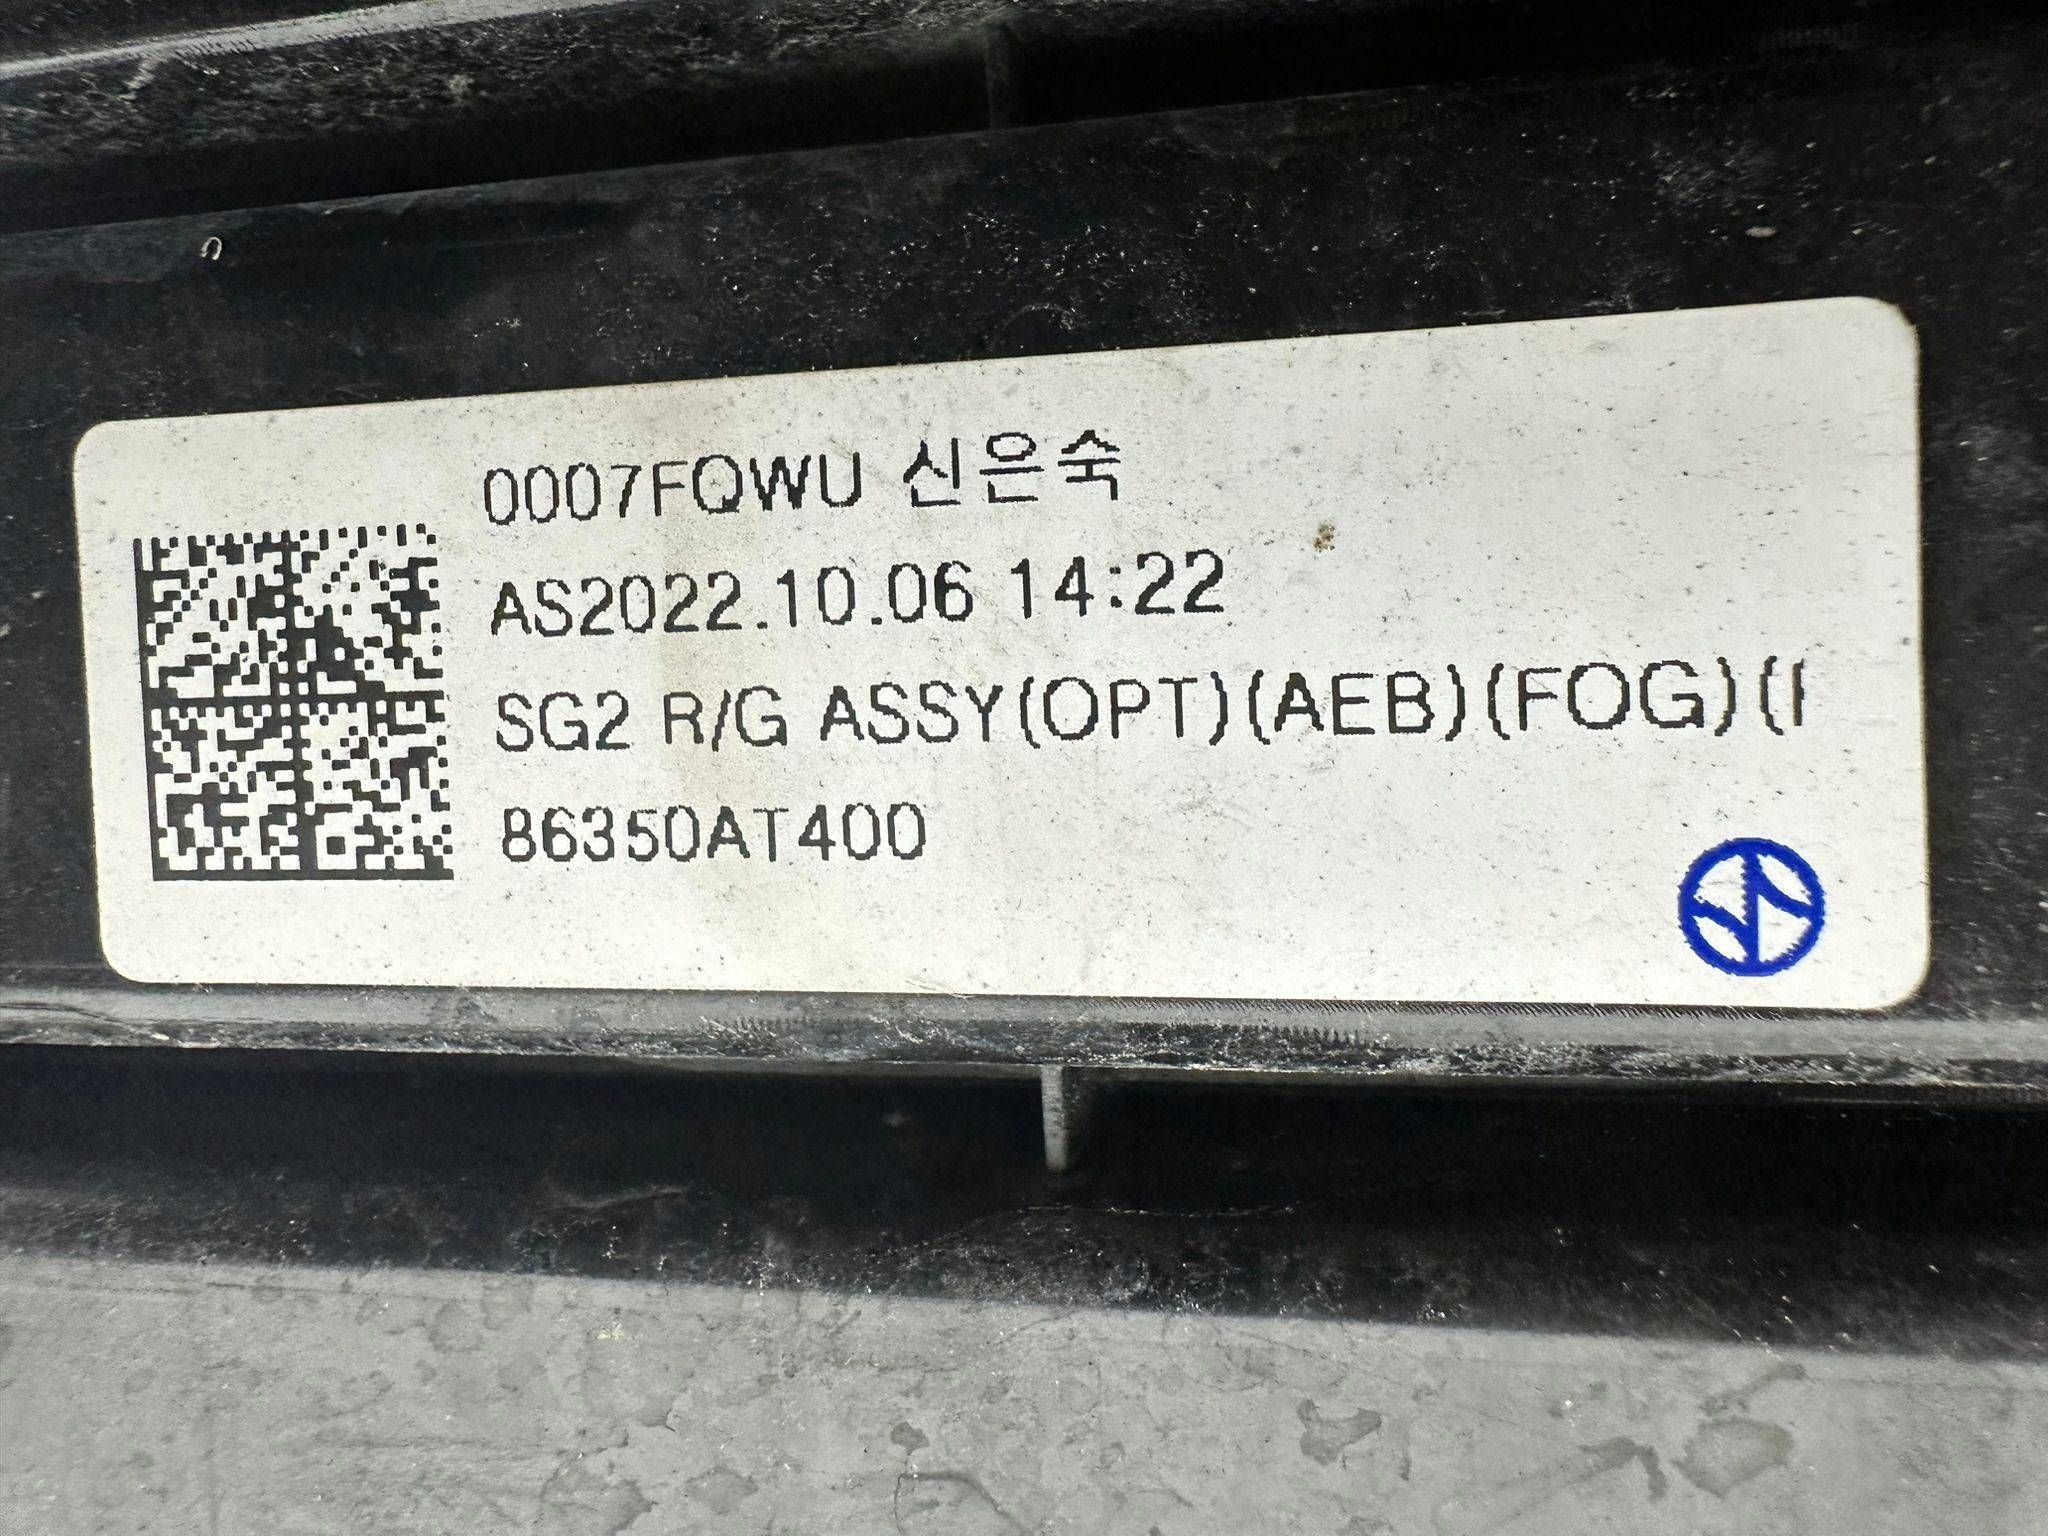 0007FQWU 신은숙
AS2022.10.06 14:22
SG2 R/G ASSY(OPT)(AEB)(FOG)(
86350AT400